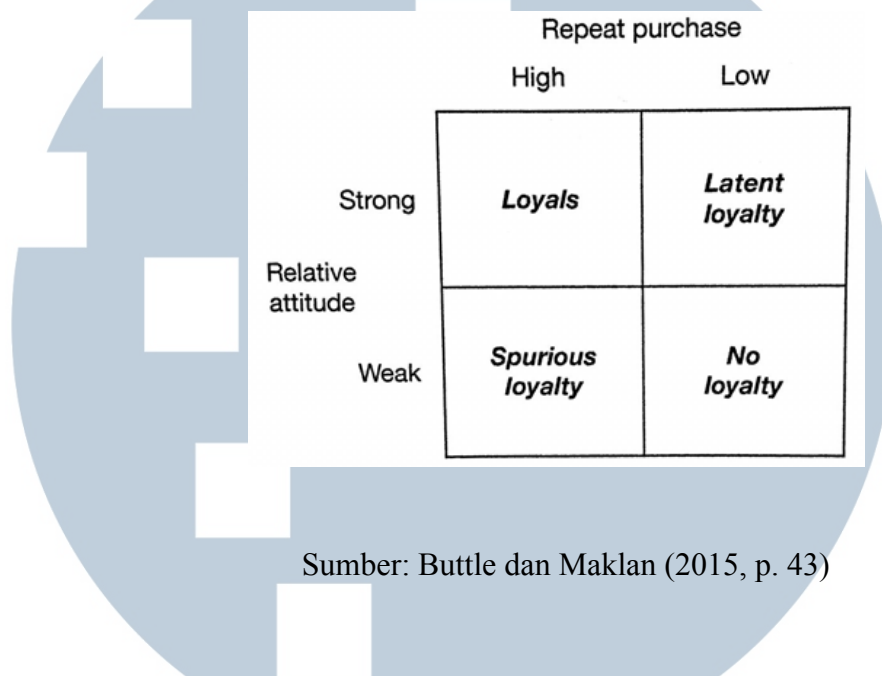 Repeat purchase
High Low
Strong
Loyals
Latent
loyalty
Relative
attitude
Weak
Spurious
loyalty
No
loyalty
Sumber: Buttle dan Maklan (2015, p. 43)